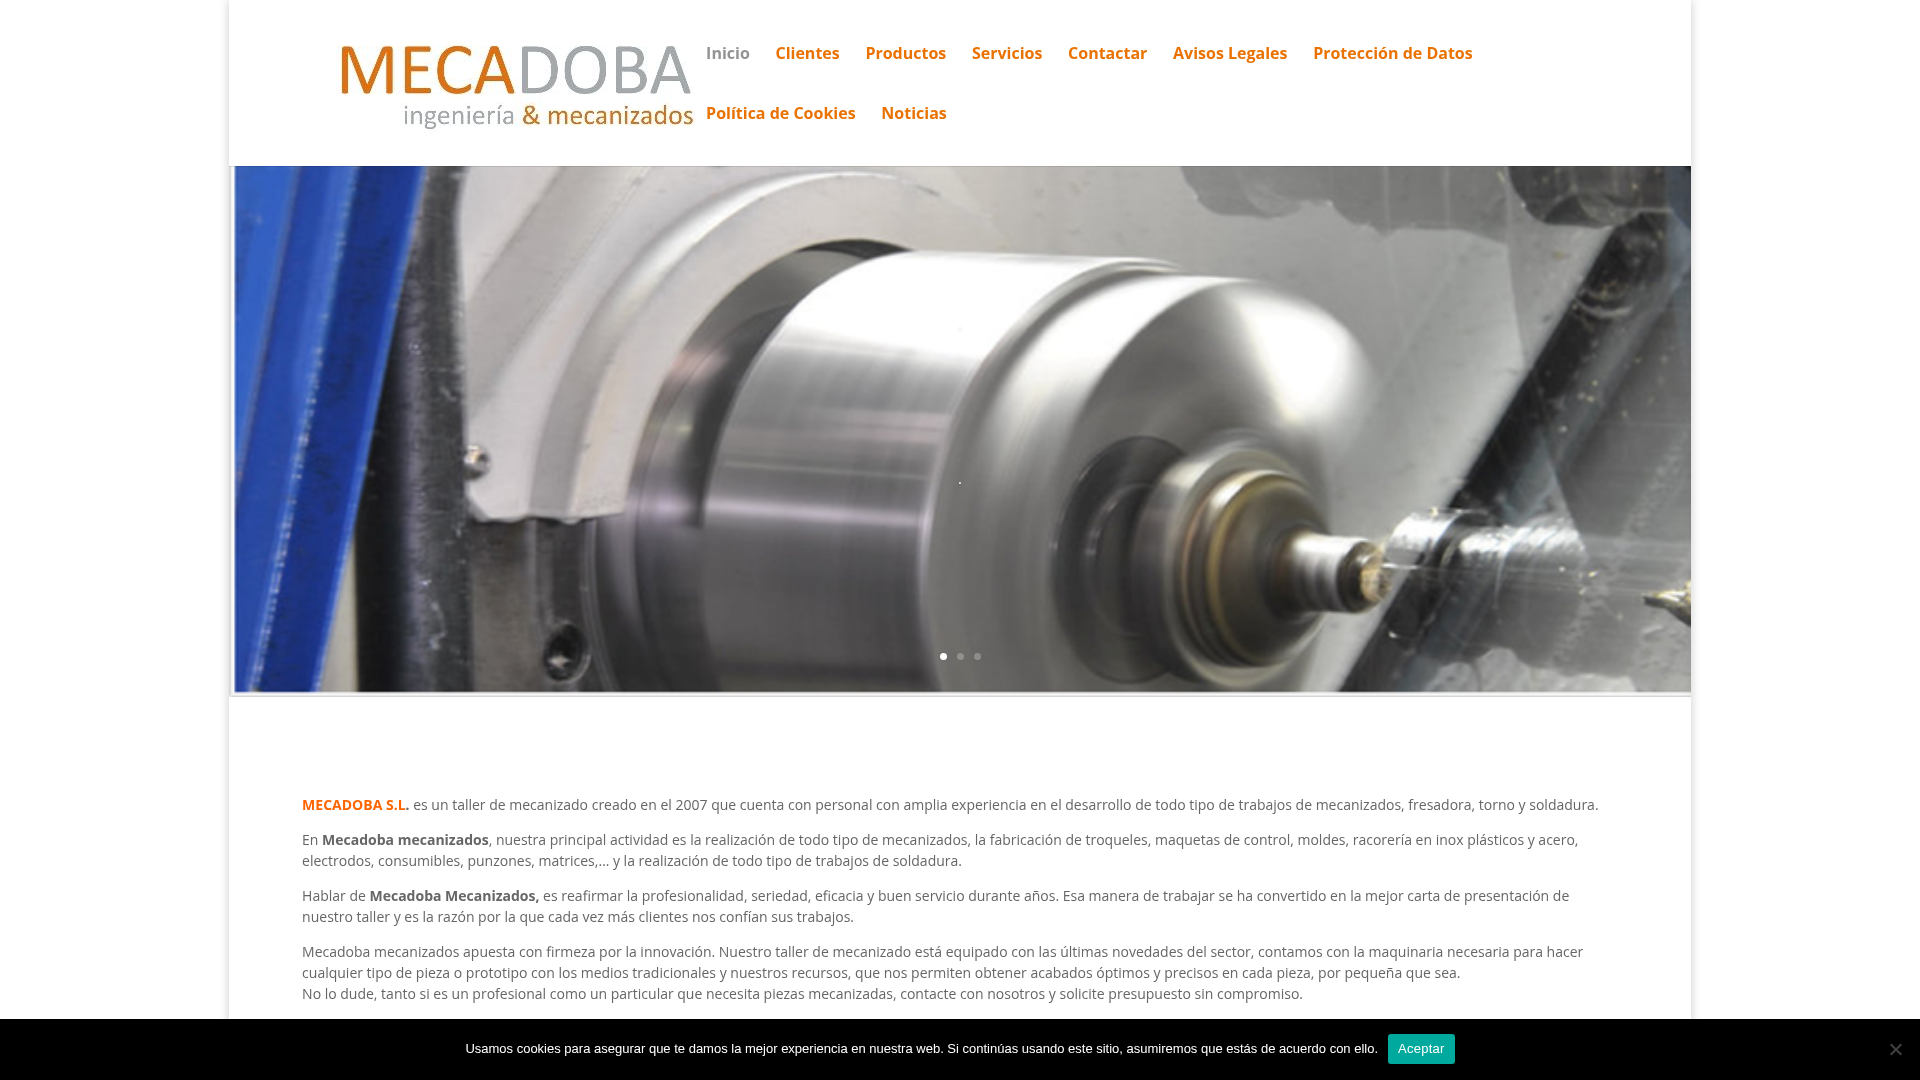 MECADOBA
ingeniería & mecanizados
Inicio Clientes Productos Servicios Contactar Avisos Legales Protección de Datos
Política de Cookies Noticias
MECADOBA S.L. es un taller de mecanizado creado en el 2007 que cuenta con personal con amplia experiencia en el desarrollo de todo tipo de trabajos de mecanizados, fresadora, torno y soldadura.
En Mecadoba mecanizados, nuestra principal actividad es la realización de todo tipo de mecanizados, la fabricación de troqueles, maquetas de control, moldes, racorería en inox plásticos y acero,
electrodos, consumibles, punzones, matrices,... y la realización de todo tipo de trabajos de soldadura.
Hablar de Mecadoba Mecanizados, es reafirmar la profesionalidad, seriedad, eficacia y buen servicio durante años. Esa manera de trabajar se ha convertido en la mejor carta de presentación de
nuestro taller y es la razón por la que cada vez más clientes nos confían sus trabajos.
Mecadoba mecanizados apuesta con firmeza por la innovación. Nuestro taller de mecanizado está equipado con las últimas novedades del sector, contamos con la maquinaria necesaria para hacer
cualquier tipo de pieza o prototipo con los medios tradicionales y nuestros recursos, que nos permiten obtener acabados óptimos y precisos en cada pieza, por pequeña que sea.
No lo dude, tanto si es un profesional como un particular que necesita piezas mecanizadas, contacte con nosotros y solicite presupuesto sin compromiso.
Usamos cookies para asegurar que te damos la mejor experiencia en nuestra web. Si continúas usando este sitio, asumiremos que estás de acuerdo con ello. Aceptar